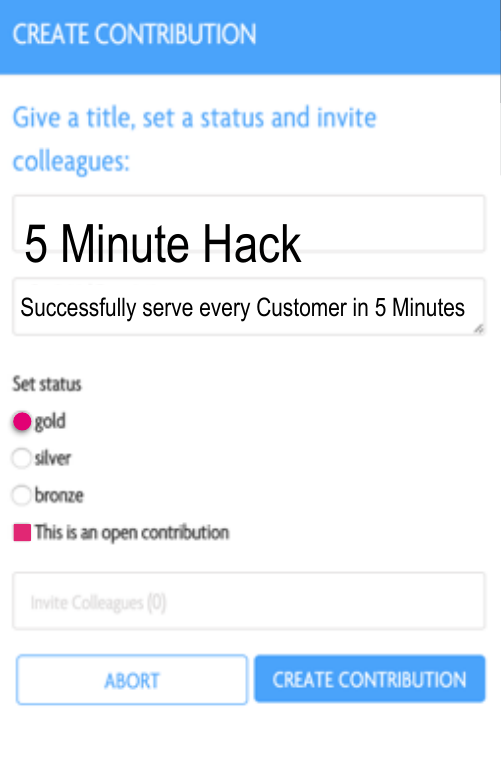 CREATE CONTRIBUTION
Give a title, set a status and invite
colleagues:
5 Minute Hack
Successfully serve every Customer in 5 Minutes
Set status
gold
silver
bronze
This is an open contribution
Invite Colleagues (0)
ABORT
CREATE CONTRIBUTION